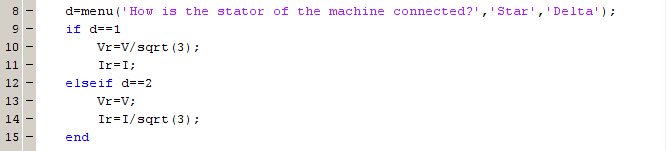 8 – d=menu('How is the stator of the machine connected?','Star','Delta');
9 – if d==1
10 – Vr=V/sqrt(3);
11 – Ir=I;
12 – elseif d==2
13 – Vr=V;
14 – Ir=I/sqrt(3);
15 – end